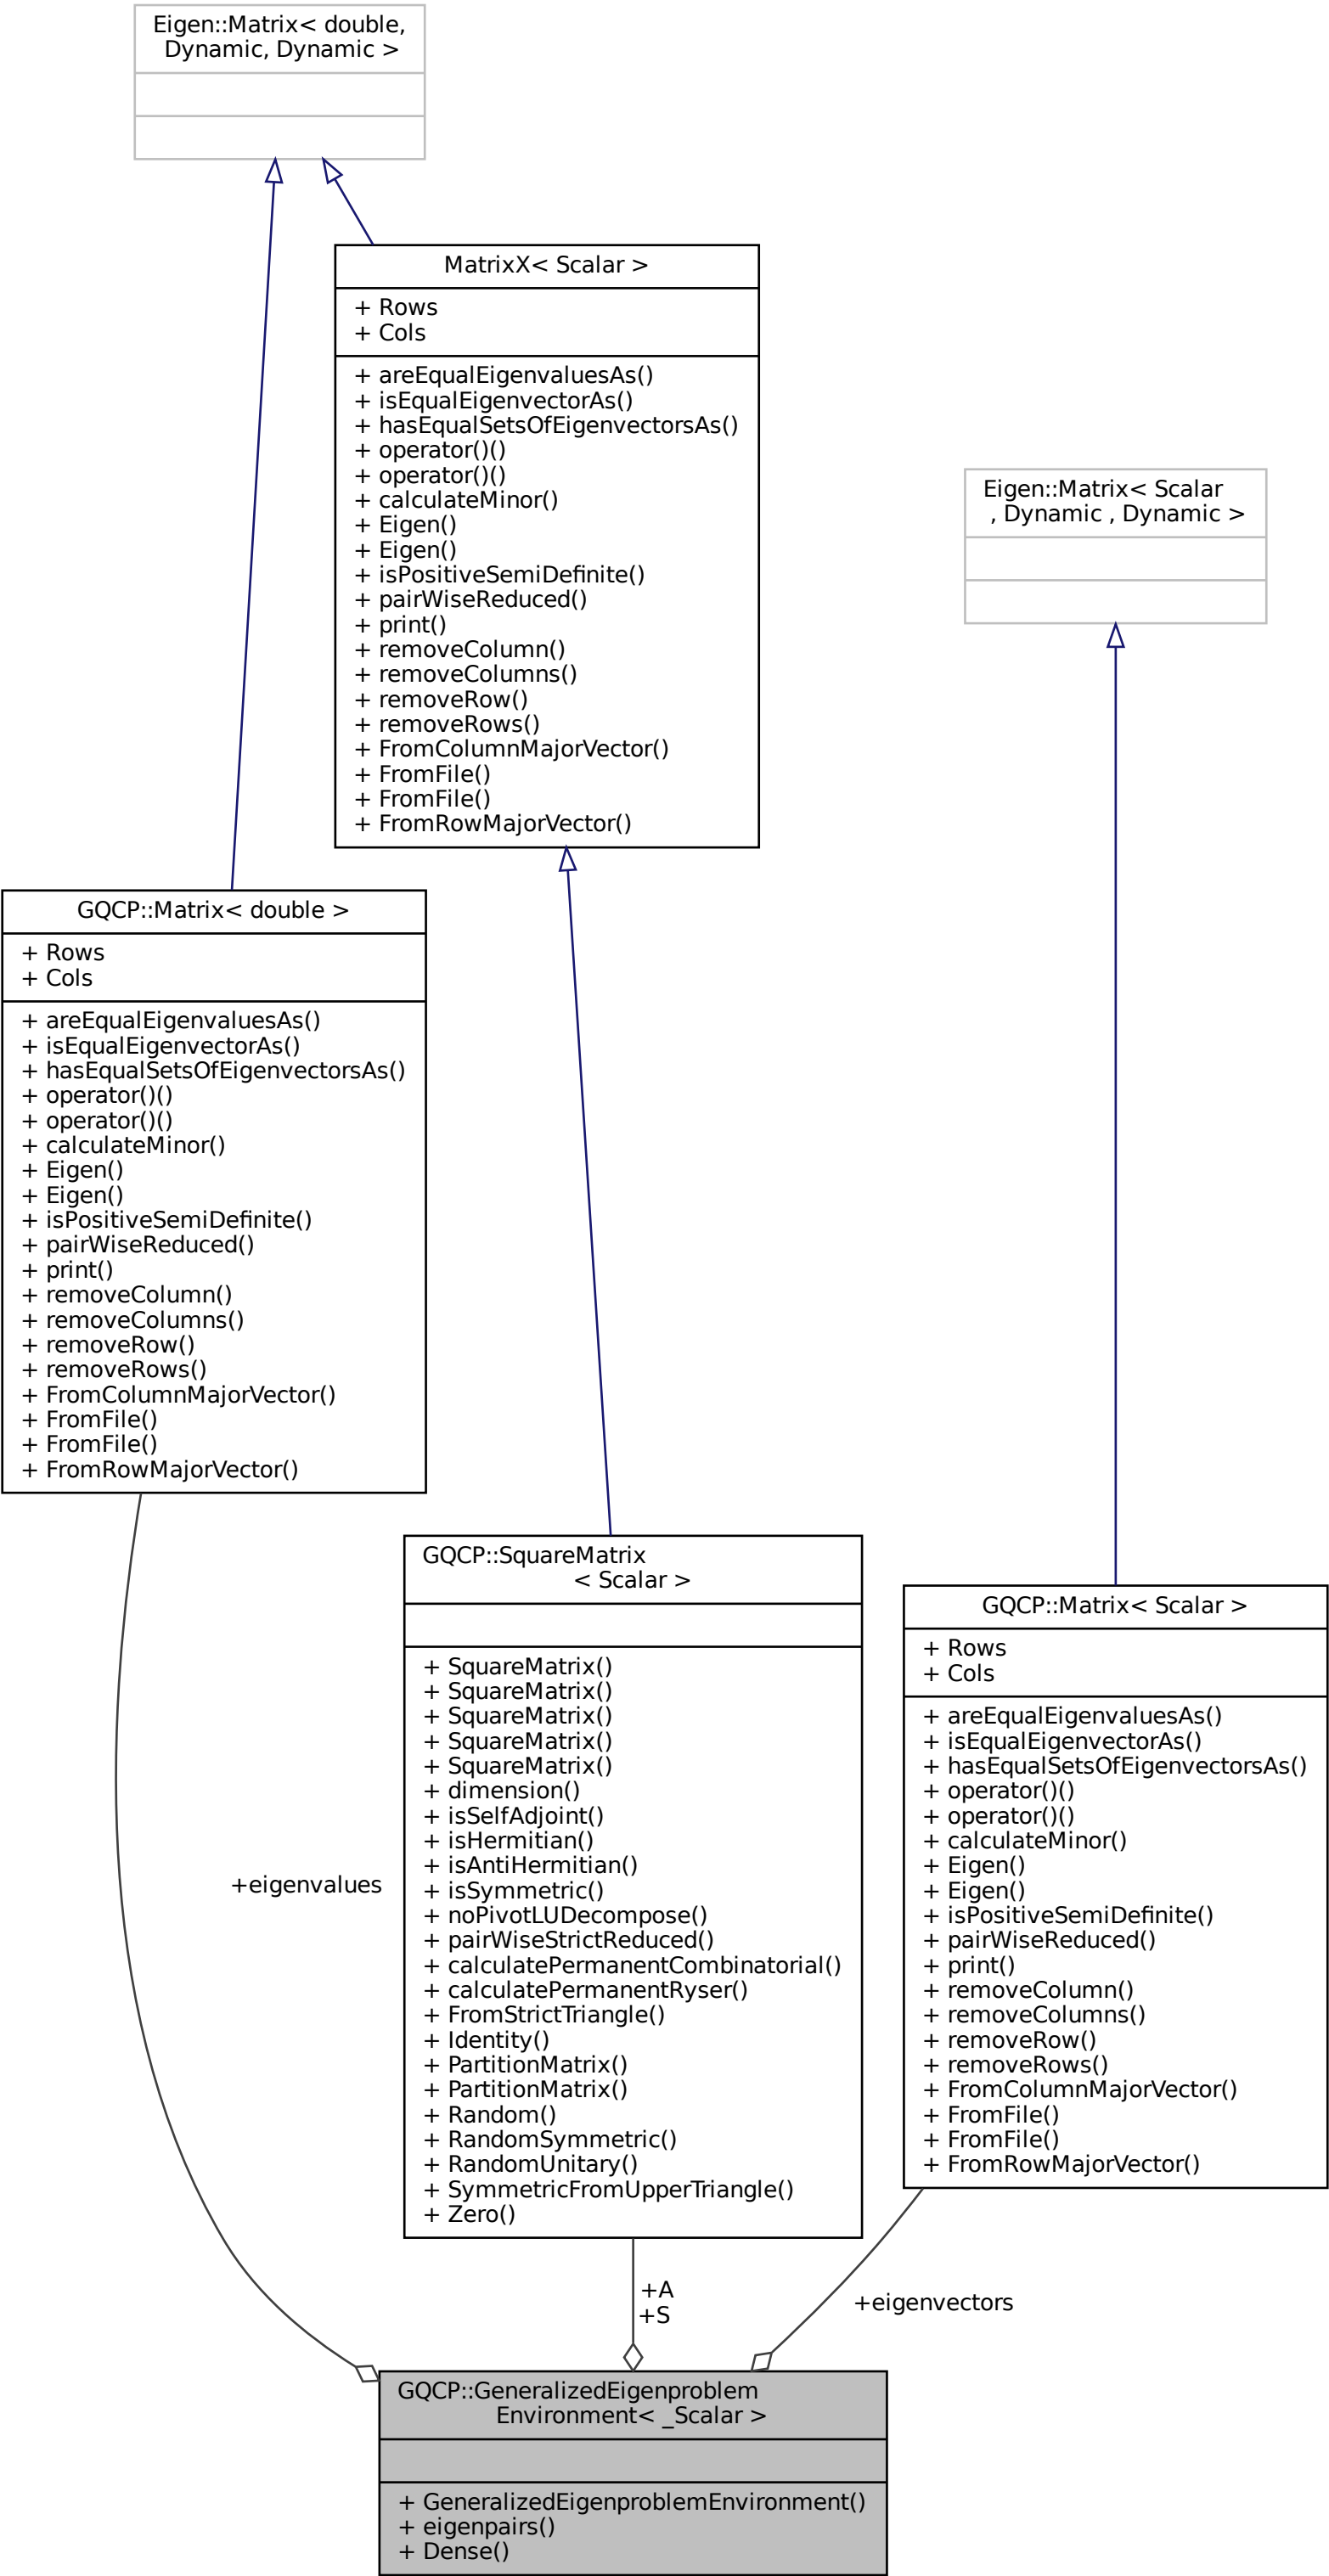 Eigen::Matrix< double,
Dynamic, Dynamic >
MatrixX< Scalar >
+ Rows
+ Cols
+ areEqualEigenvaluesAs()
+ isEqualEigenvectorAs()
+ hasEqualSetsOfEigenvectorsAs()
+ operator()()
+ operator()()
+ calculateMinor()
+ Eigen()
+ Eigen()
+ isPositiveSemiDefinite()
+ pairWiseReduced()
+ print()
+ removeColumn()
+ removeColumns()
+ removeRow()
+ removeRows()
+ FromColumnMajorVector()
+ FromFile()
+ FromFile()
+ FromRowMajorVector()
Eigen::Matrix< Scalar
, Dynamic , Dynamic >
GQCP::Matrix< double >
+ Rows
+ Cols
+ areEqualEigenvaluesAs()
+ isEqualEigenvectorAs()
+ hasEqualSetsOfEigenvectorsAs()
+ operator()()
+ operator()()
+ calculateMinor()
+ Eigen()
+ Eigen()
+ isPositiveSemiDefinite()
+ pairWiseReduced()
+ print()
+ removeColumn()
+ removeColumns()
+ removeRow()
+ removeRows()
+ FromColumnMajorVector()
+ FromFile()
+ FromFile()
+ FromRowMajorVector()
GQCP::SquareMatrix
< Scalar >
+ SquareMatrix()
+ SquareMatrix()
+ SquareMatrix()
+ SquareMatrix()
+ SquareMatrix()
+ dimension()
+ isSelfAdjoint()
+ isHermitian()
+ isAntiHermitian()
+ isSymmetric()
+ noPivotLUDecompose()
+ pairWiseStrictReduced()
+ calculatePermanentCombinatorial()
+ calculatePermanentRyser()
+ FromStrictTriangle()
+ Identity()
+ PartitionMatrix()
+ PartitionMatrix()
+ Random()
+ RandomSymmetric()
+ RandomUnitary()
+ SymmetricFromUpperTriangle()
+ Zero()
GQCP::Matrix< Scalar >
+ Rows
+ Cols
+ areEqualEigenvaluesAs()
+ isEqualEigenvectorAs()
+ hasEqualSetsOfEigenvectorsAs()
+ operator()()
+ operator()()
+ calculateMinor()
+ Eigen()
+ Eigen()
+ isPositiveSemiDefinite()
+ pairWiseReduced()
+ print()
+ removeColumn()
+ removeColumns()
+ removeRow()
+ removeRows()
+ FromColumnMajorVector()
+ FromFile()
+ FromFile()
+ FromRowMajorVector()
+eigenvalues
+A
+S
+eigenvectors
GQCP::GeneralizedEigenproblem
Environment< _Scalar >
+ GeneralizedEigenproblemEnvironment()
+ eigenpairs()
+ Dense()